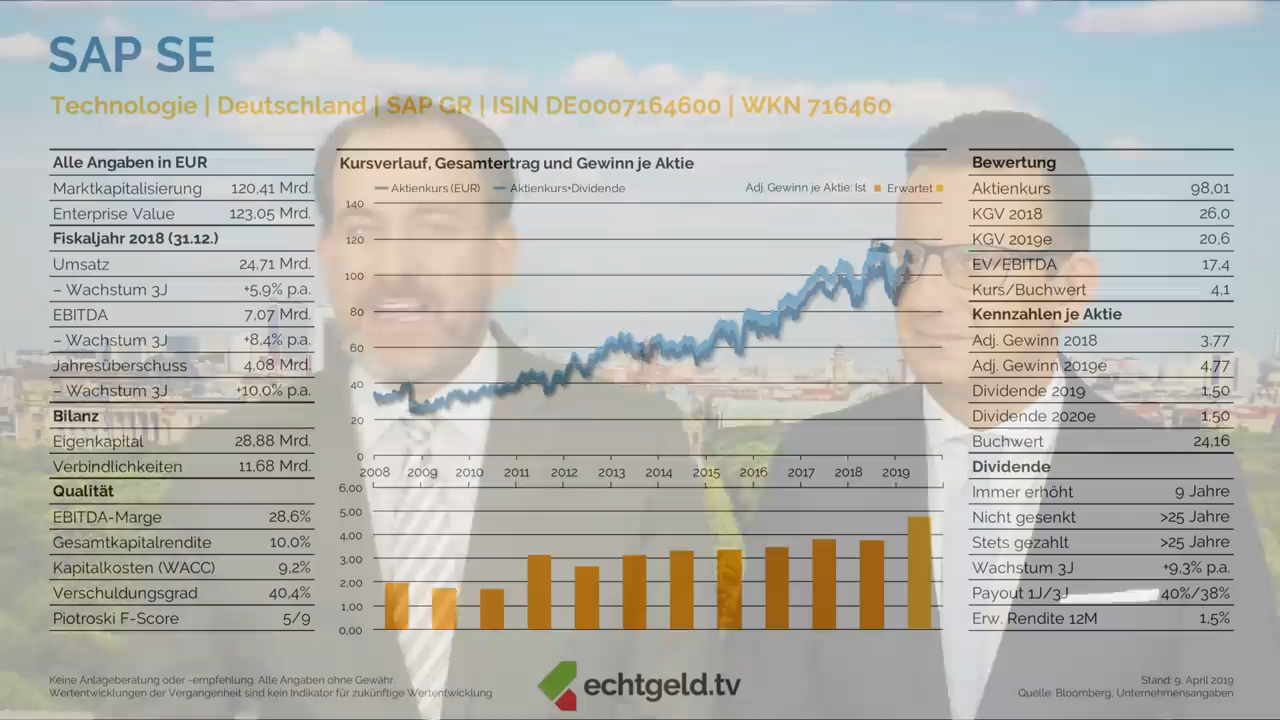 SAP SE
Technologie | Deutschland | SAP GR | ISIN DE0007164600 | WKN 716460
Alle Angaben in EUR
Marktkapitalisierung 120,41 Mrd.
Enterprise Value 123,05 Mrd.
Fiskaljahr 2018 (31.12.)
Umsatz 24,71 Mrd.
– Wachstum 3J +5,9% p.a.
EBITDA 7,07 Mrd.
– Wachstum 3J +8,4% p.a.
Jahresüberschuss 4,08 Mrd.
– Wachstum 3J +10,0% p.a.
Bilanz
Eigenkapital 28,88 Mrd.
Verbindlichkeiten 11,68 Mrd.
Qualität
EBITDA-Marge 28,6%
Gesamtkapitalrendite 10,0%
Kapitalkosten (WACC) 9,2%
Verschuldungsgrad 40,4%
Piotroski F-Score 5/9
Kursverlauf, Gesamtertrag und Gewinn je Aktie
Aktienkurs (EUR) Aktienkurs+Dividende Adj. Gewinn je Aktie: Ist Erwartet
140
120
100
80
60
40
20
0
2008 2009 2010 2011 2012 2013 2014 2015 2016 2017 2018 2019
6,00
5,00
4,00
3,00
2,00
1,00
0,00
Bewertung
Aktienkurs 98,01
KGV 2018 26,0
KGV 2019e 20,6
EV/EBITDA 17,4
Kurs/Buchwert 4,1
Kennzahlen je Aktie
Adj. Gewinn 2018 3,77
Adj. Gewinn 2019e 4,77
Dividende 2019 1,50
Dividende 2020e 1,50
Buchwert 24,16
Dividende
Immer erhöht 9 Jahre
Nicht gesenkt >25 Jahre
Stets gezahlt >25 Jahre
Wachstum 3J +9,3% p.a.
Payout 1J/3J 40%/38%
Erw. Rendite 12M 1,5%
Keine Anlageberatung oder -empfehlung. Alle Angaben ohne Gewähr.
Wertentwicklungen der Vergangenheit sind kein Indikator für zukünftige Wertentwicklung
echtgeld.tv
Stand: 9. April 2019
Quelle: Bloomberg, Unternehmensangaben